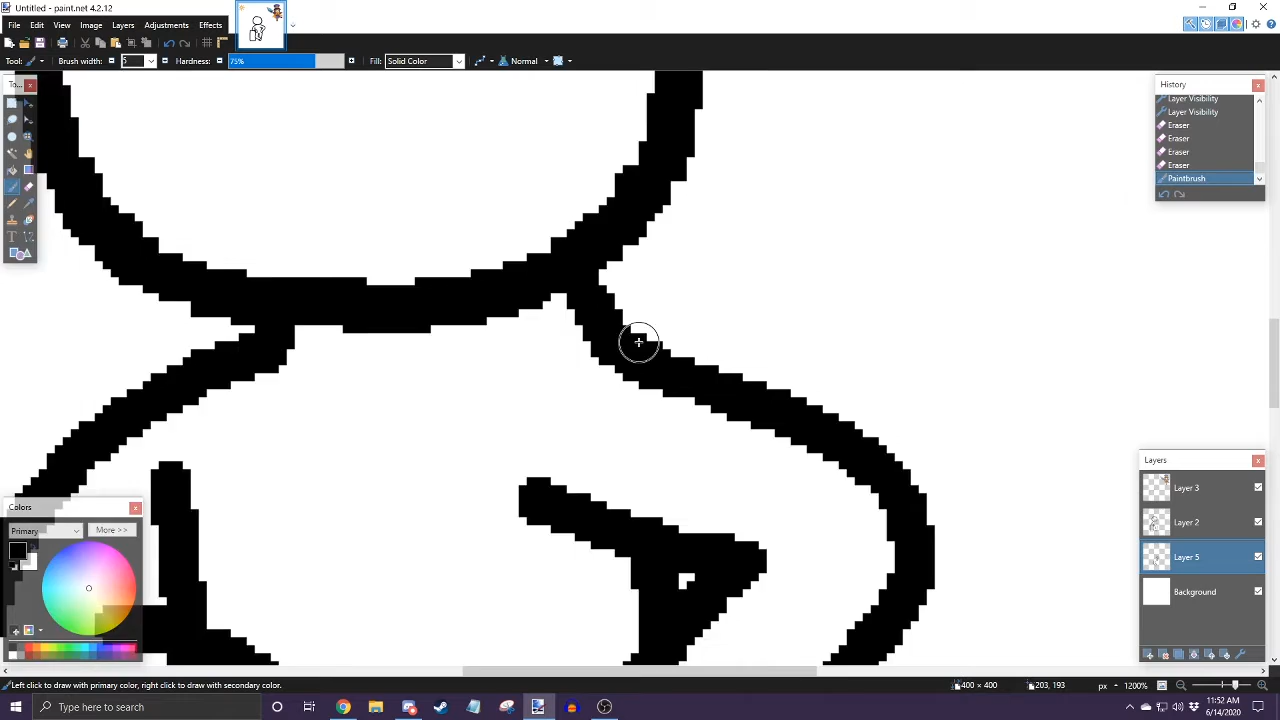 Untitled - paint.net 4.2.12
File Edit View Image Layers Adjustments Effects
Tool: Brush width: 5 Hardness: 75% Fill: Solid Color Normal
To...
History
Layer Visibility
Layer Visibility
Eraser
Eraser
Eraser
Eraser
Paintbrush
Layers
Layer 3
Layer 2
Layer 5
Background
Colors
Primary
More >>
Left click to draw with primary color, right click to draw with secondary color.
400 × 400
203, 193
px
1200%
Type here to search
11:52 AM
6/14/2020